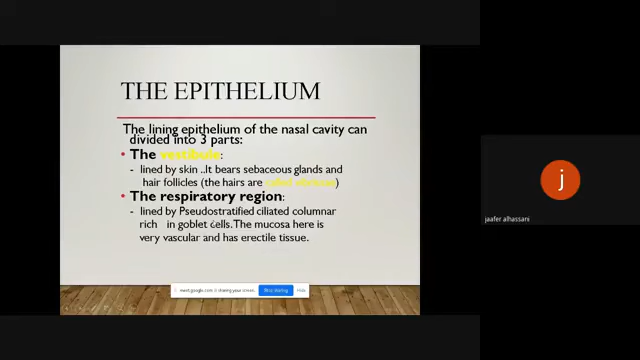 THE EPITHELIUM
The lining epithelium of the nasal cavity can
divided into 3 parts:
• The vestibule:
- lined by skin ..It bears sebaceous glands and
hair follicles (the hairs are called vibrissae)
• The respiratory region:
- lined by Pseudostratified ciliated columnar
rich in goblet cells.The mucosa here is
very vascular and has erectile tissue.
meet.google.com is sharing your screen. Stop sharing Hide
j
jaafer alhassani